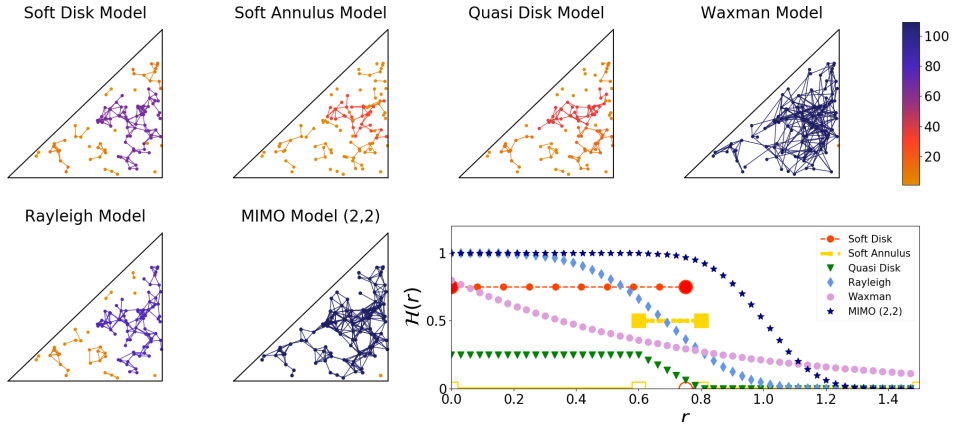 Soft Disk Model
Soft Annulus Model
Quasi Disk Model
Waxman Model
100
80
60
40
20
Rayleigh Model
MIMO Model (2,2)
1
0.5
0
ℋ(r)
Soft Disk
Soft Annulus
Quasi Disk
Rayleigh
Waxman
MIMO (2,2)
0.0 0.2 0.4 0.6 0.8 1.0 1.2 1.4
r